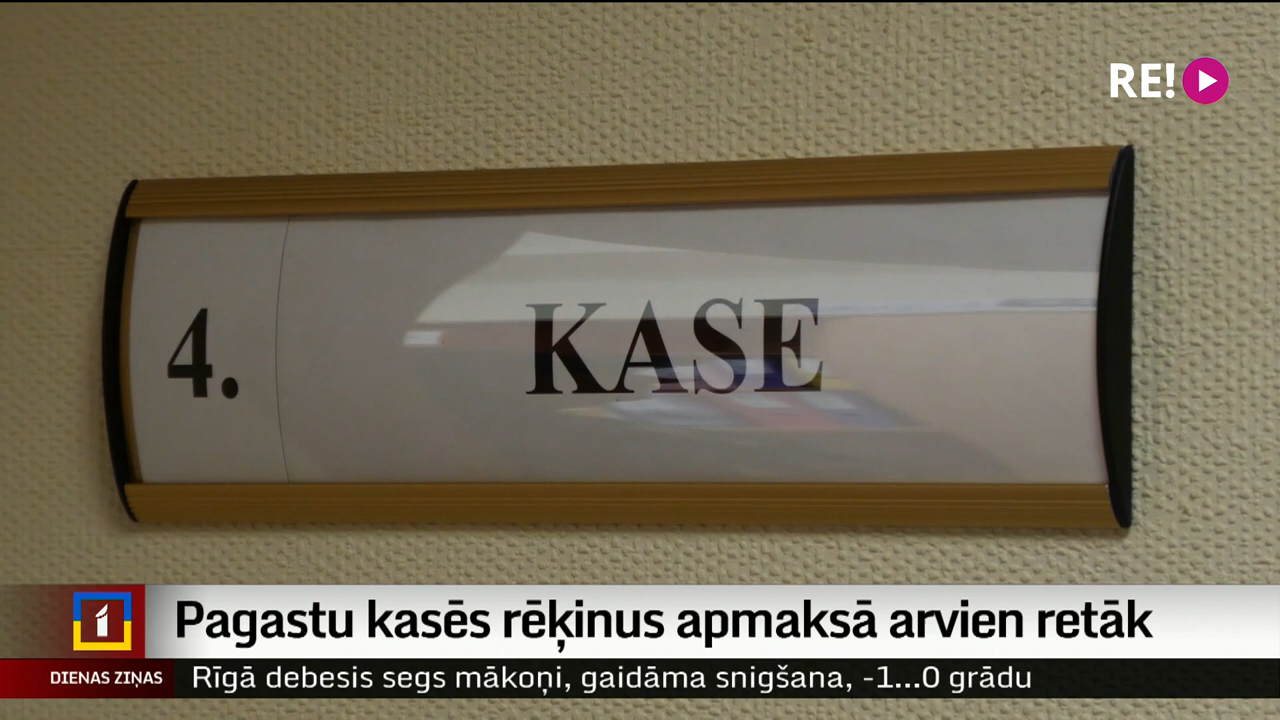 RE!
4. KASE
1
Pagastu kasēs rēķinus apmaksā arvien retāk
DIENAS ZIŅAS
Rīgā debesis segs mākoņi, gaidāma snigšana, -1...0 grādu